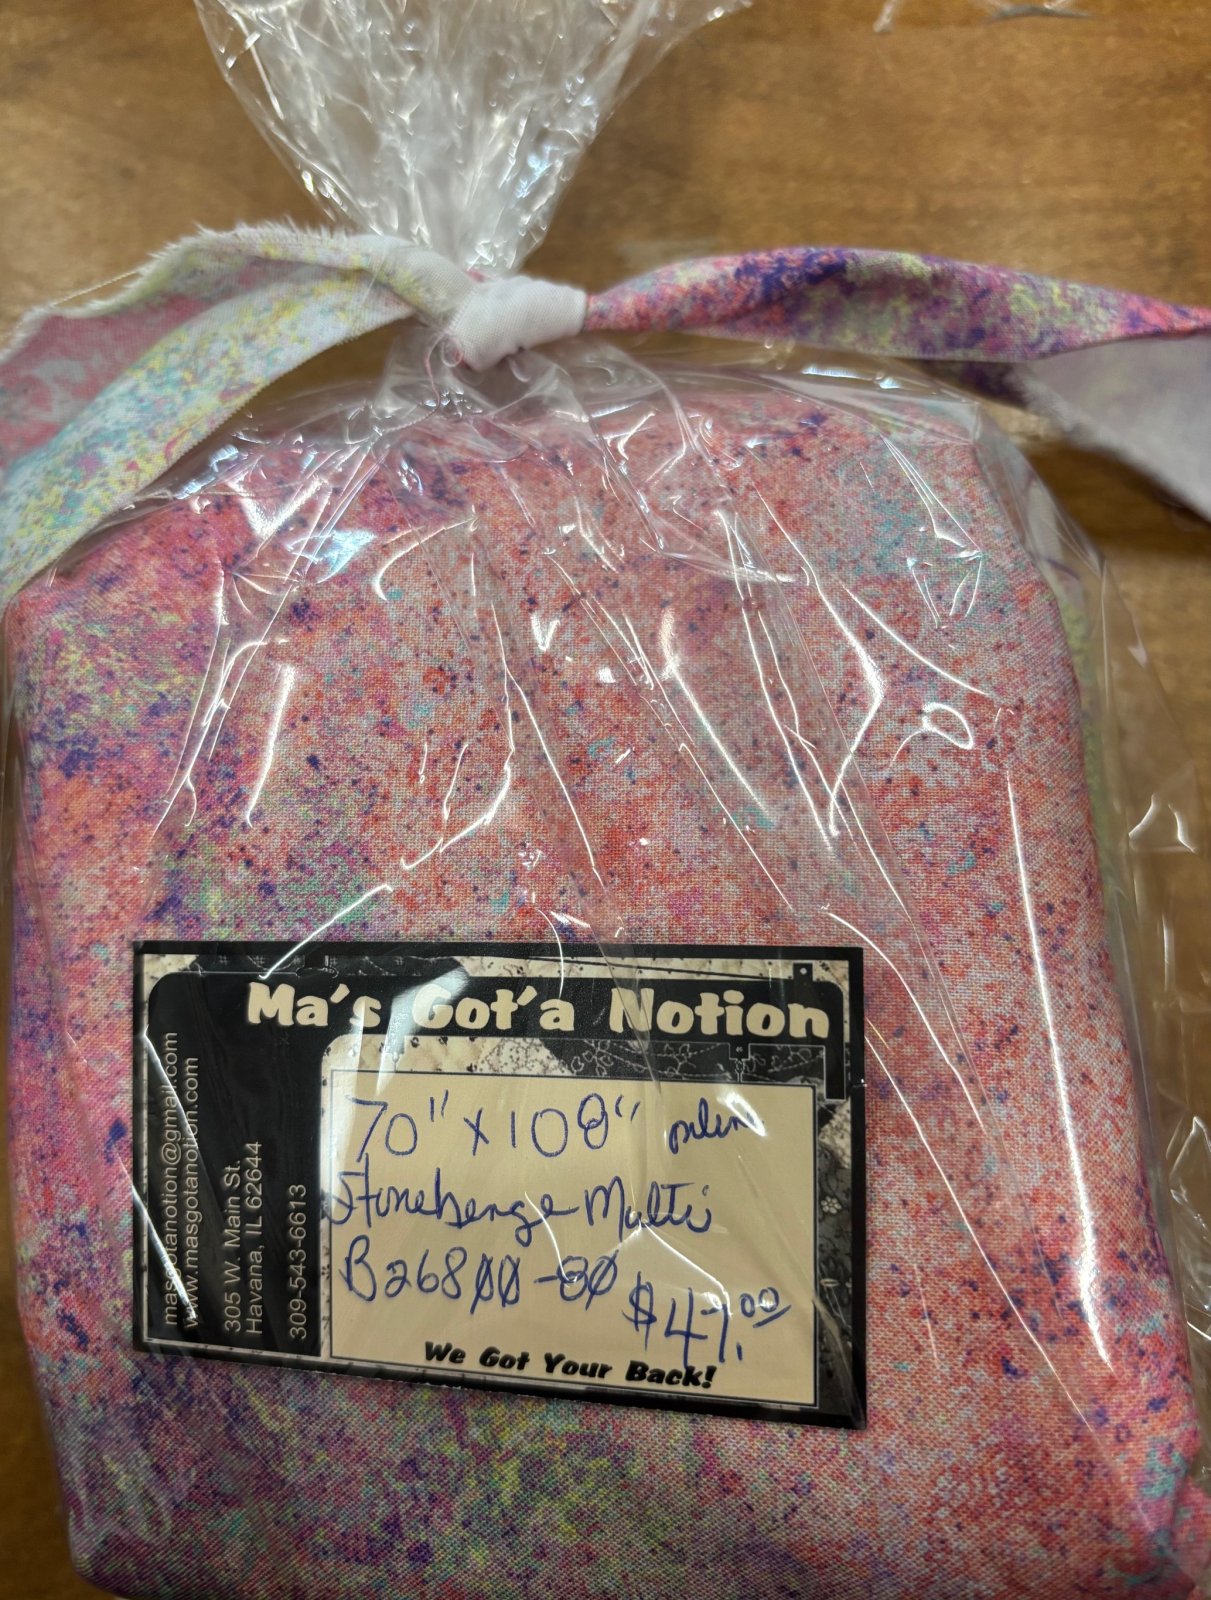 Ma's Got'a Notion
masgotanotion@gmail.com
www.masgotanotion.com
305 W. Main St.
Havana, IL 62644
309-543-6613
70" x 108"
Stonehenge Multi
B26800-80
$47.00
We Got Your Back!